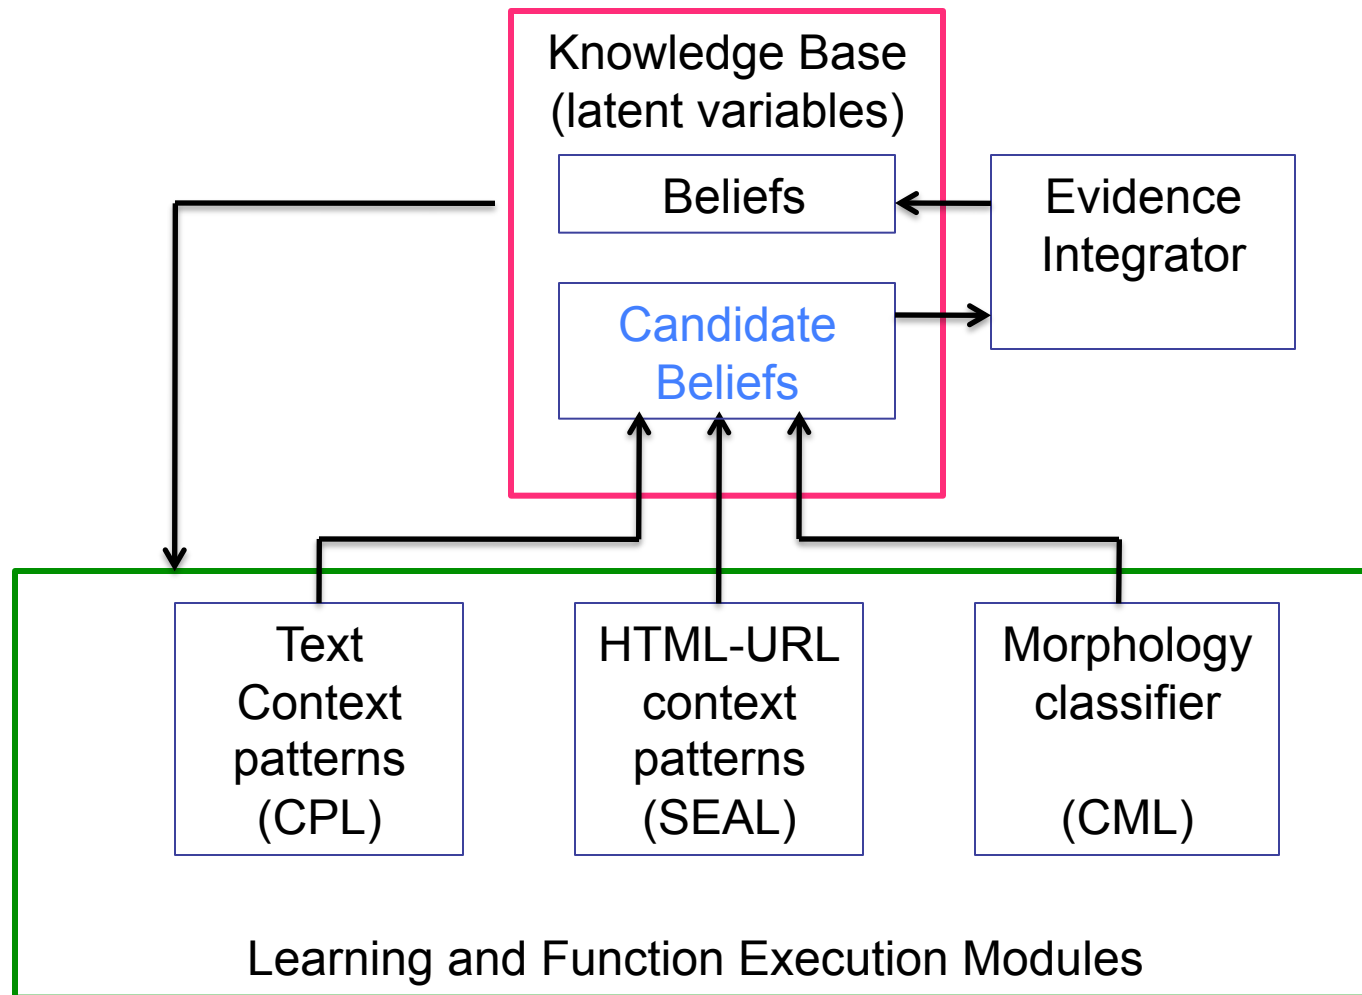 Knowledge Base
(latent variables)
Beliefs
Evidence
Integrator
Candidate
Beliefs
Text
Context
patterns
(CPL)
HTML-URL
context
patterns
(SEAL)
Morphology
classifier
(CML)
Learning and Function Execution Modules